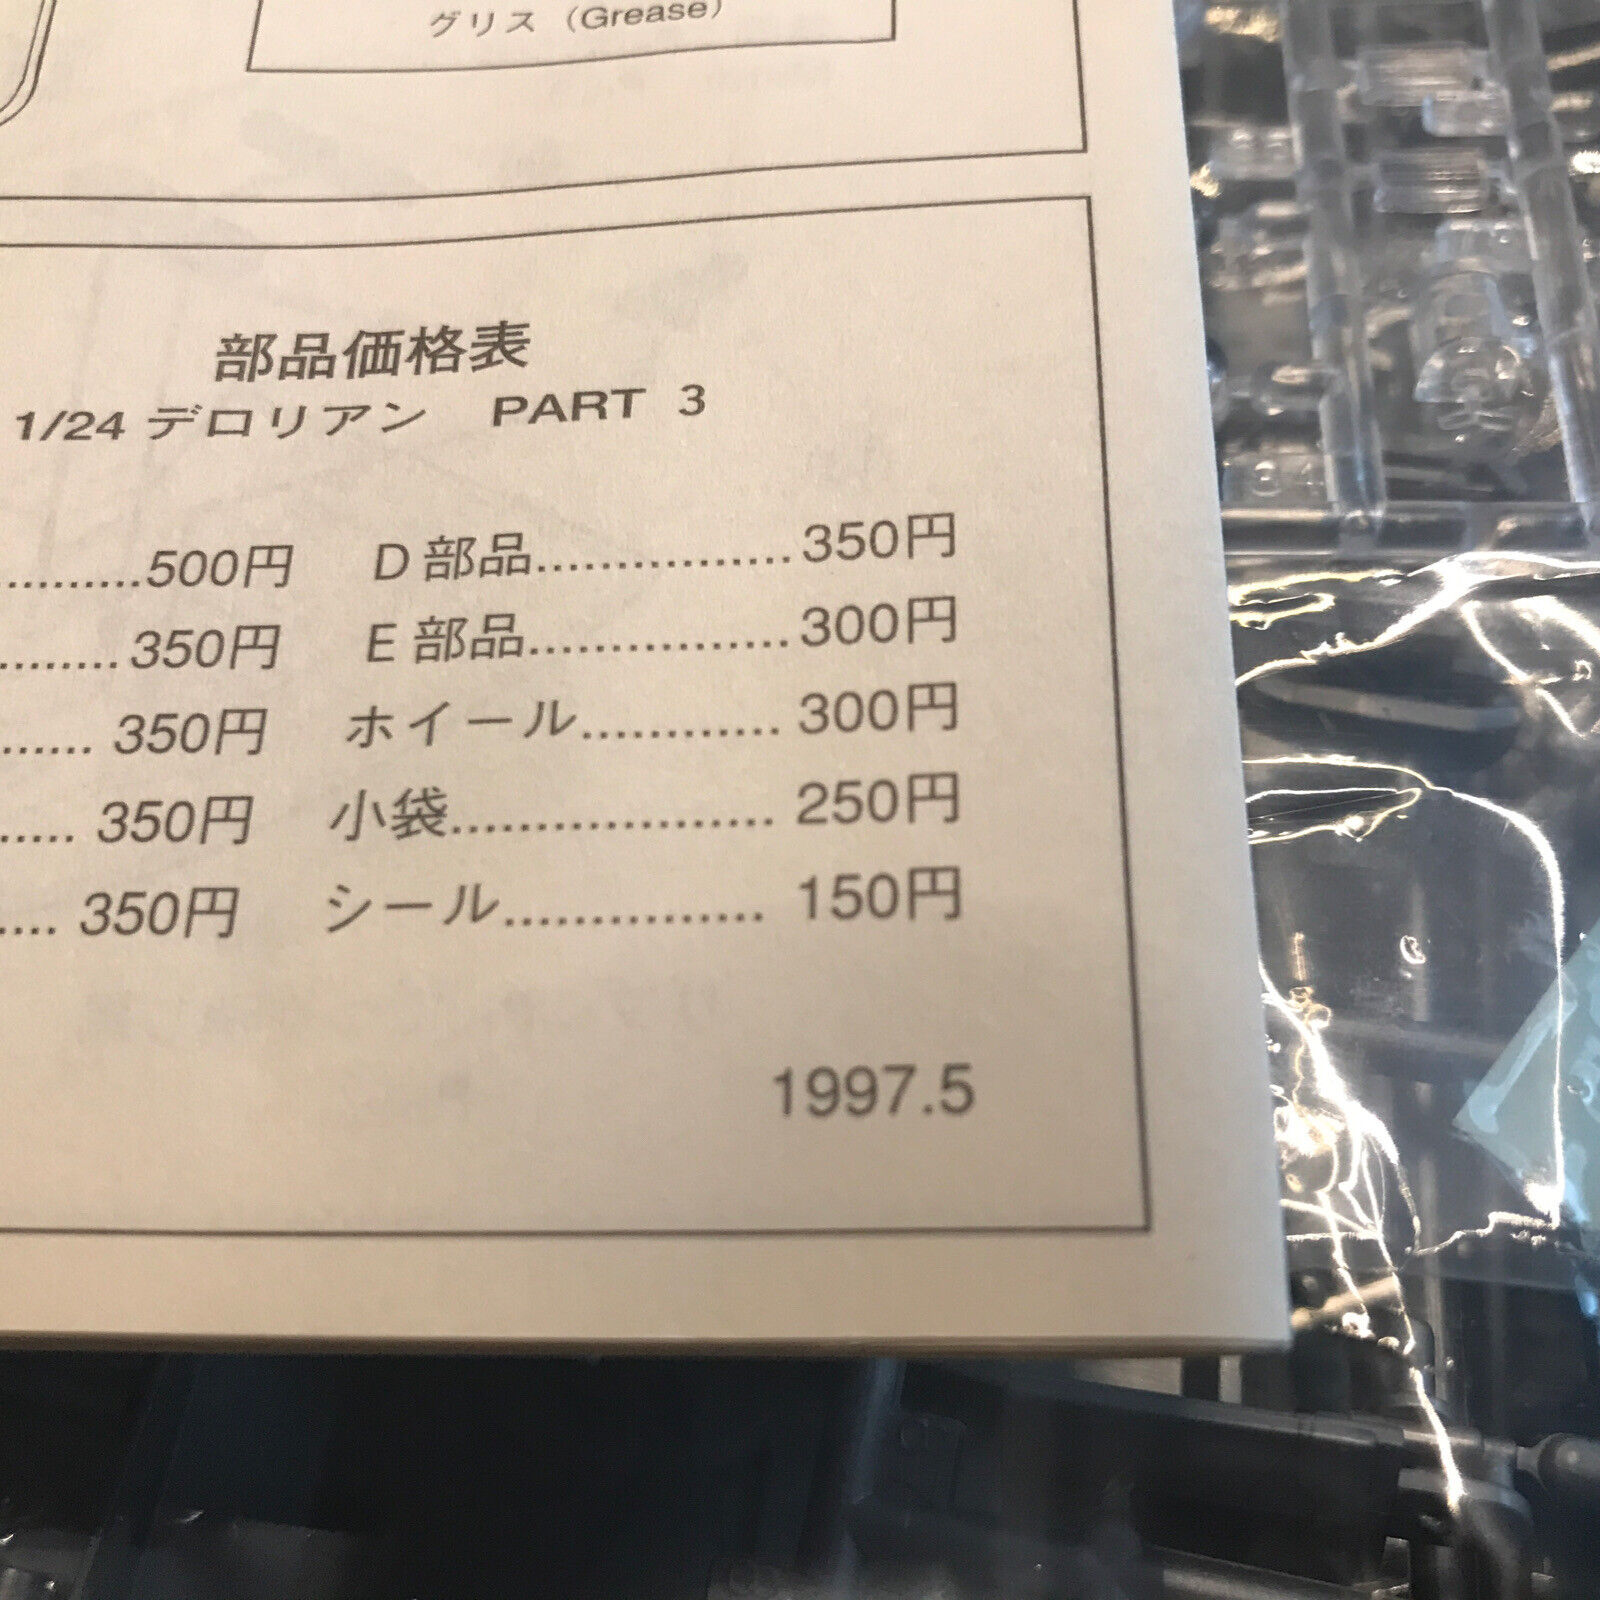 グリス（Grease）
部品価格表
1/24 デロリアン PART 3
.........500円 D部品................350円
........350円 E部品................300円
...... 350円 ホイール............ 300円
..... 350円 小袋................... 250円
.... 350円 シール............... 150円
1997.5